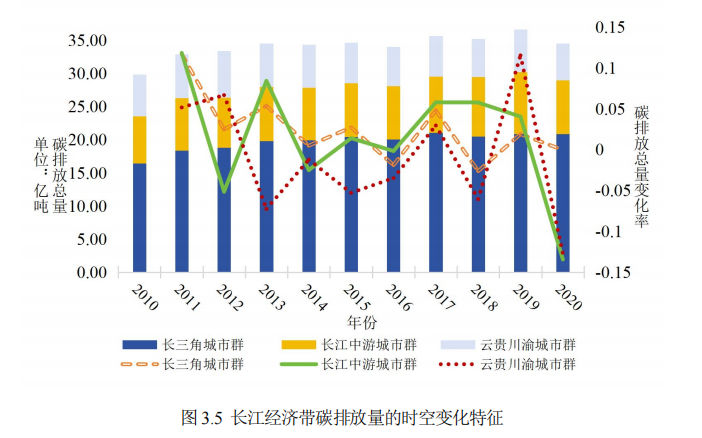 35.00
30.00
25.00
20.00
15.00
10.00
5.00
0.00
碳排放总量
单位：亿吨
0.15
0.1
0.05
0
-0.05
-0.1
-0.15
碳排放总量变化率
2010 2011 2012 2013 2014 2015 2016 2017 2018 2019 2020
年份
长三角城市群 长江中游城市群 云贵川渝城市群
长三角城市群 长江中游城市群 云贵川渝城市群
图 3.5 长江经济带碳排放量的时空变化特征